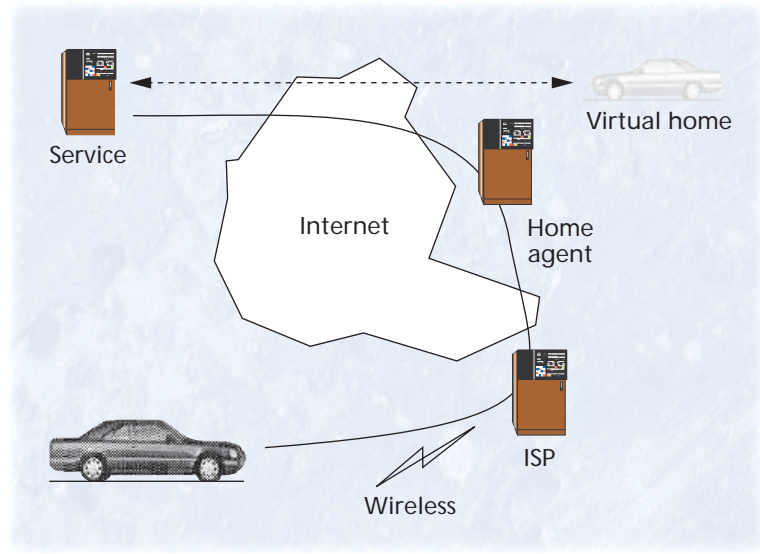 Virtual home
Service
Internet
Home
agent
ISP
Wireless